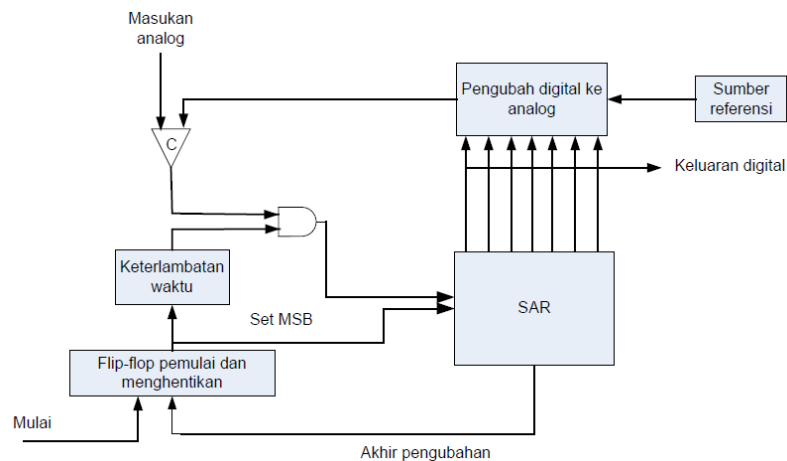 Masukan
analog
Pengubah digital ke
analog
Sumber
referensi
C
Keluaran digital
Keterlambatan
waktu
Set MSB
SAR
Flip-flop pemulai dan
menghentikan
Mulai
Akhir pengubahan